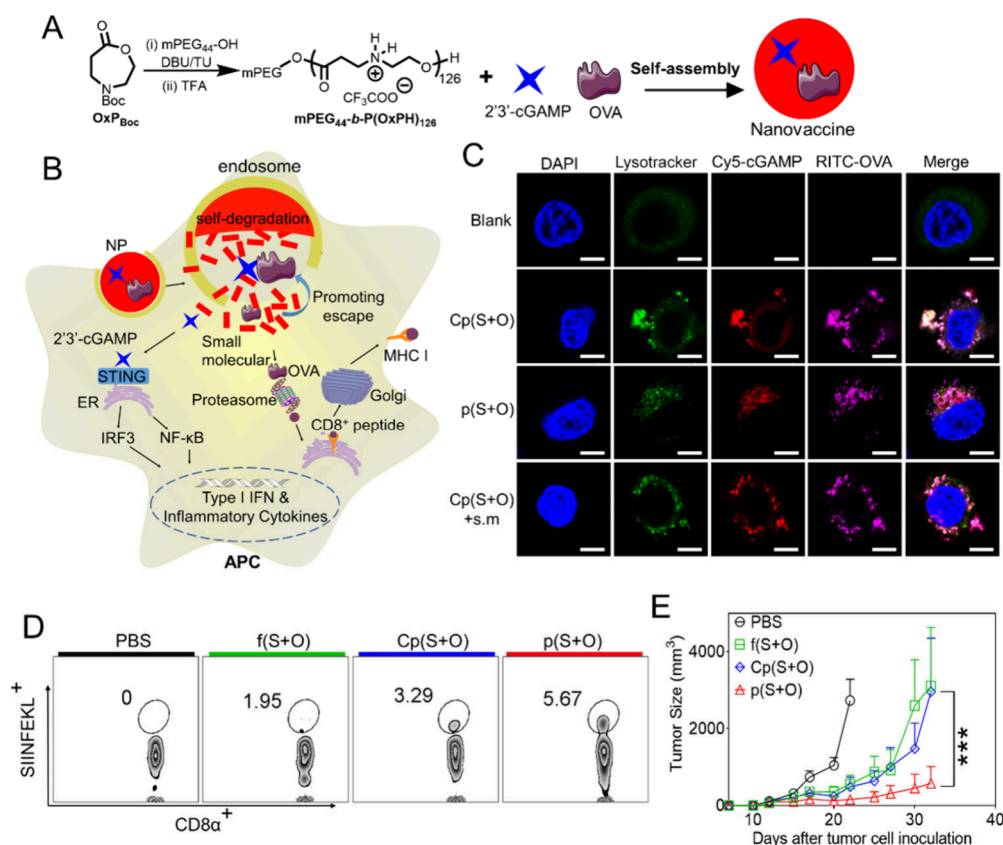 A
O
O
N
Boc
OxP_Boc
(i) mPEG44-OH
DBU/TU
(ii) TFA
mPEG
O
O
H H
N
⊕ ⊖
CF3COO
O
H
126
mPEG44-b-P(OxPH)126
+
2'3'-cGAMP
OVA
Self-assembly
Nanovaccine
B
endosome
self-degradation
NP
Promoting
escape
2'3'-cGAMP
Small
molecular
MHC I
STING
OVA
Golgi
ER
Proteasome
CD8+ peptide
IRF3
NF-κB
Type I IFN &
Inflammatory Cytokines
APC
C
DAPI Lysotracker Cy5-cGAMP RITC-OVA Merge
Blank
Cp(S+O)
p(S+O)
Cp(S+O)
+s.m
D
PBS f(S+O) Cp(S+O) p(S+O)
0 1.95 3.29 5.67
SIINFEKL+
CD8α+
E
PBS
f(S+O)
Cp(S+O)
p(S+O)
Tumor Size (mm3)
4000
2000
0
***
10 20 30 40
Days after tumor cell inoculation